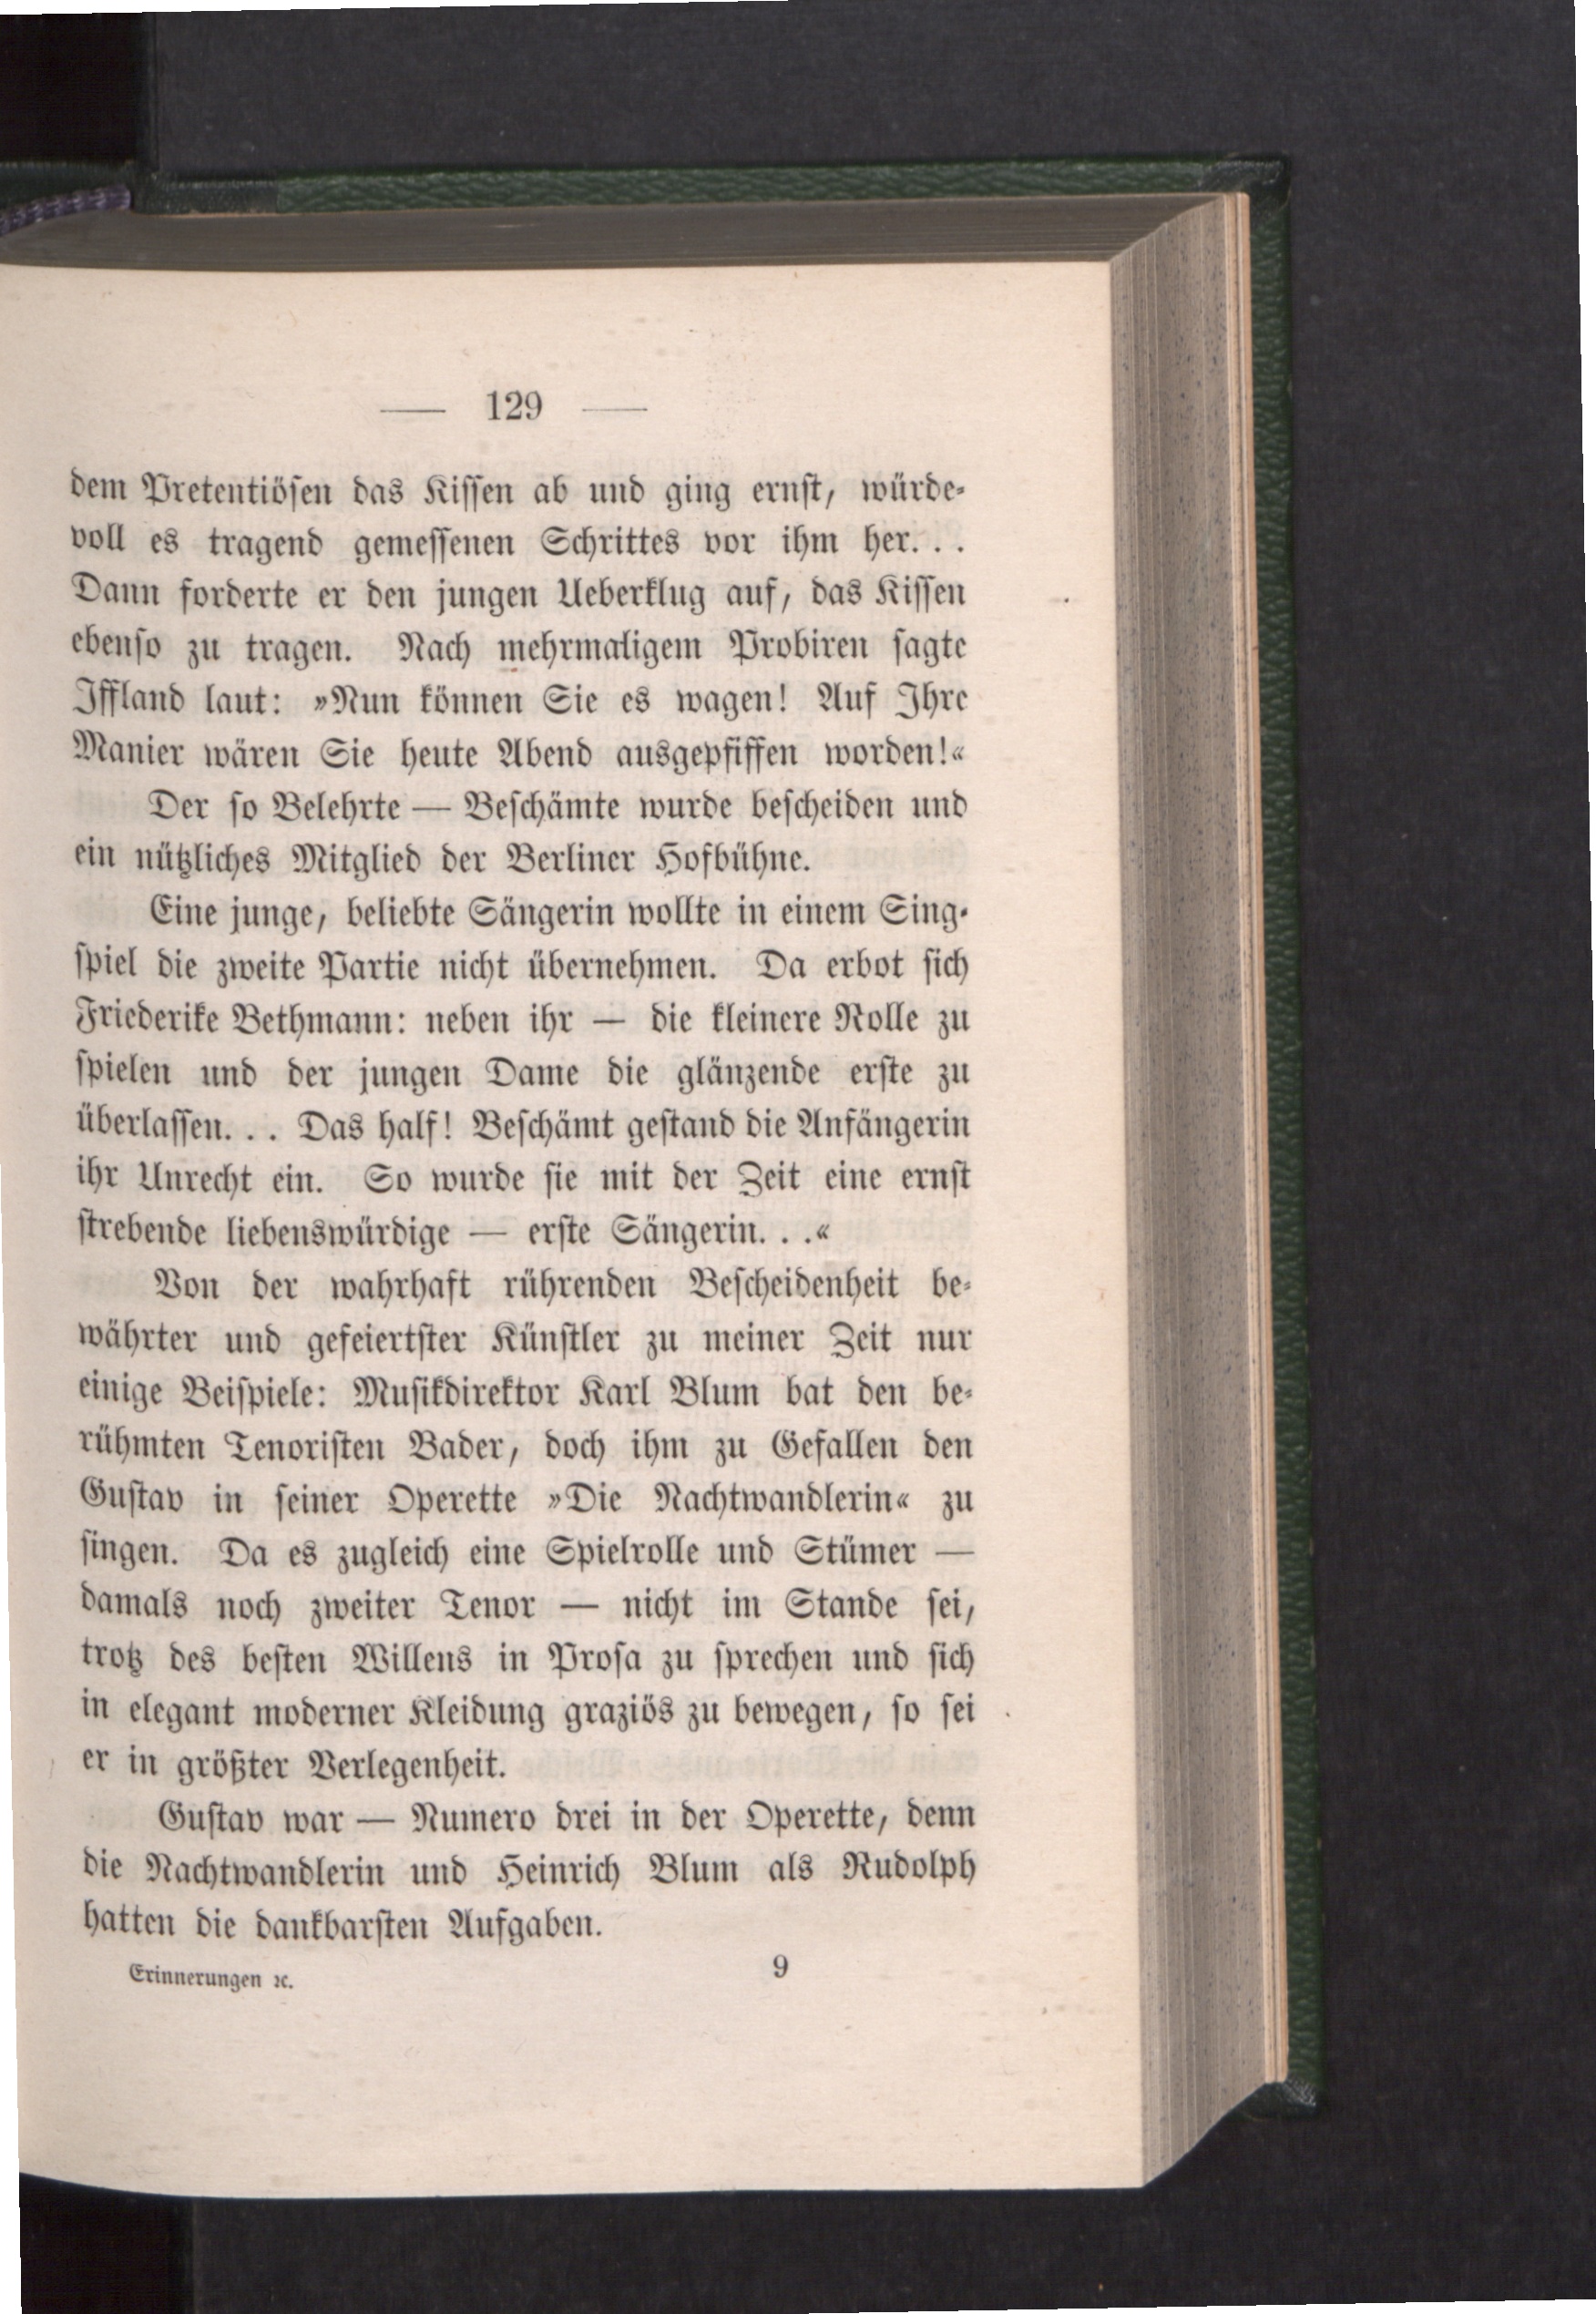 — 129 —
dem Pretentiösen das Kissen ab und ging ernst, würde-
voll es tragend gemessenen Schrittes vor ihm her. . .
Dann forderte er den jungen Ueberklug auf, das Kissen
ebenso zu tragen. Nach mehrmaligem Probiren sagte
Iffland laut: »Nun können Sie es wagen! Auf Ihre
Manier wären Sie heute Abend ausgepfiffen worden!«
Der so Belehrte — Beschämte wurde bescheiden und
ein nützliches Mitglied der Berliner Hofbühne.
Eine junge, beliebte Sängerin wollte in einem Sing-
spiel die zweite Partie nicht übernehmen. Da erbot sich
Friederike Bethmann: neben ihr — die kleinere Rolle zu
spielen und der jungen Dame die glänzende erste zu
überlassen. . . Das half! Beschämt gestand die Anfängerin
ihr Unrecht ein. So wurde sie mit der Zeit eine ernst
strebende liebenswürdige — erste Sängerin. . .«
Von der wahrhaft rührenden Bescheidenheit be-
währter und gefeiertster Künstler zu meiner Zeit nur
einige Beispiele: Musikdirektor Karl Blum bat den be-
rühmten Tenoristen Bader, doch ihm zu Gefallen den
Gustav in seiner Operette »Die Nachtwandlerin« zu
singen. Da es zugleich eine Spielrolle und Stümer —
damals noch zweiter Tenor — nicht im Stande sei,
trotz des besten Willens in Prosa zu sprechen und sich
in elegant moderner Kleidung graziös zu bewegen, so sei
er in größter Verlegenheit.
Gustav war — Numero drei in der Operette, denn
die Nachtwandlerin und Heinrich Blum als Rudolph
hatten die dankbarsten Aufgaben.
Erinnerungen ꝛc. 9